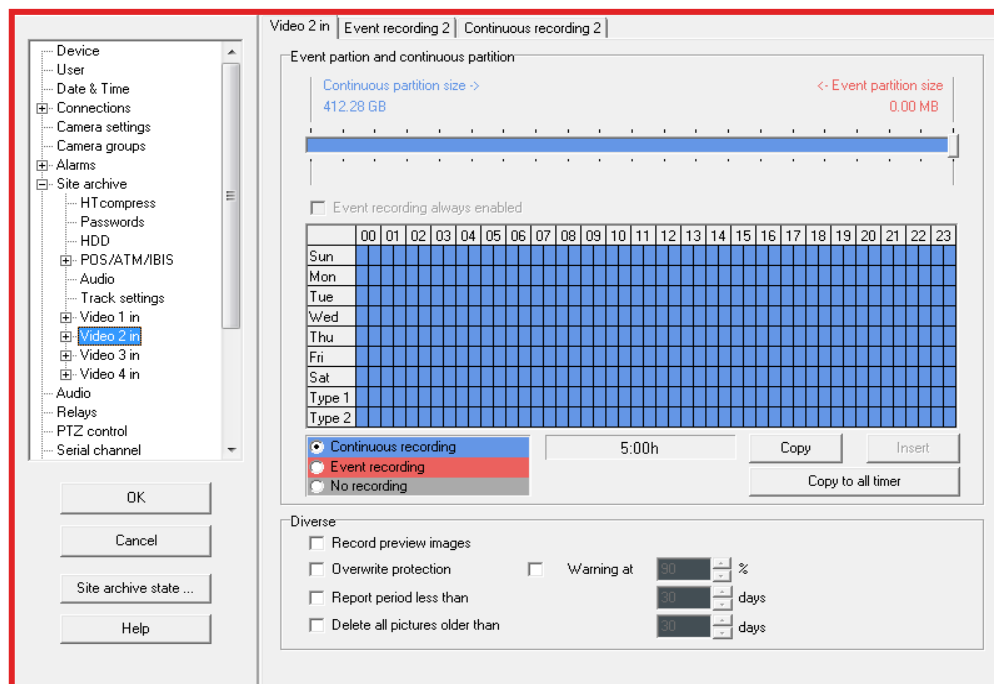 Device
User
Date & Time
Connections
Camera settings
Camera groups
Alarms
Site archive
HTcompress
Passwords
HDD
POS/ATM/IBIS
Audio
Track settings
Video 1 in
Video 2 in
Video 3 in
Video 4 in
Audio
Relays
PTZ control
Serial channel
OK
Cancel
Site archive state ...
Help
Video 2 in Event recording 2 Continuous recording 2
Event partion and continuous partition
Continuous partition size -> <- Event partition size
412.28 GB 0.00 MB
Event recording always enabled
00 01 02 03 04 05 06 07 08 09 10 11 12 13 14 15 16 17 18 19 20 21 22 23
Sun
Mon
Tue
Wed
Thu
Fri
Sat
Type 1
Type 2
Continuous recording 5:00h Copy Insert
Event recording
No recording Copy to all timer
Diverse
Record preview images
Overwrite protection Warning at 90 %
Report period less than 30 days
Delete all pictures older than 30 days